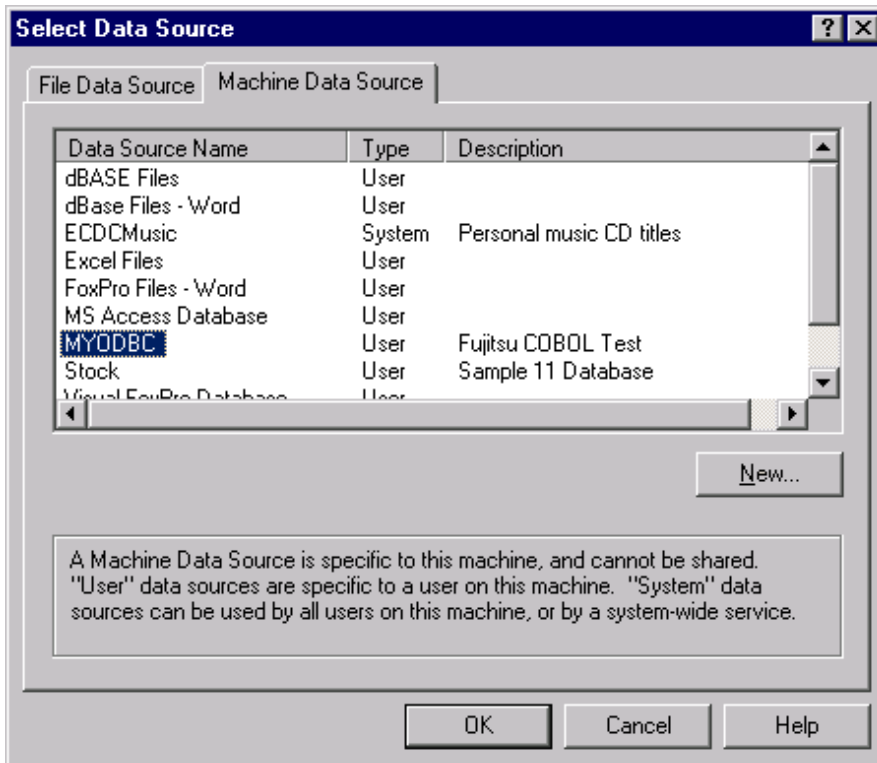 Select Data Source
File Data Source Machine Data Source
Data Source Name Type Description
dBASE Files User
dBase Files - Word User
ECDCMusic System Personal music CD titles
Excel Files User
FoxPro Files - Word User
MS Access Database User
MYODBC User Fujitsu COBOL Test
Stock User Sample 11 Database
Visual FoxPro Database User
New...
A Machine Data Source is specific to this machine, and cannot be shared.
"User" data sources are specific to a user on this machine. "System" data
sources can be used by all users on this machine, or by a system-wide service.
OK Cancel Help